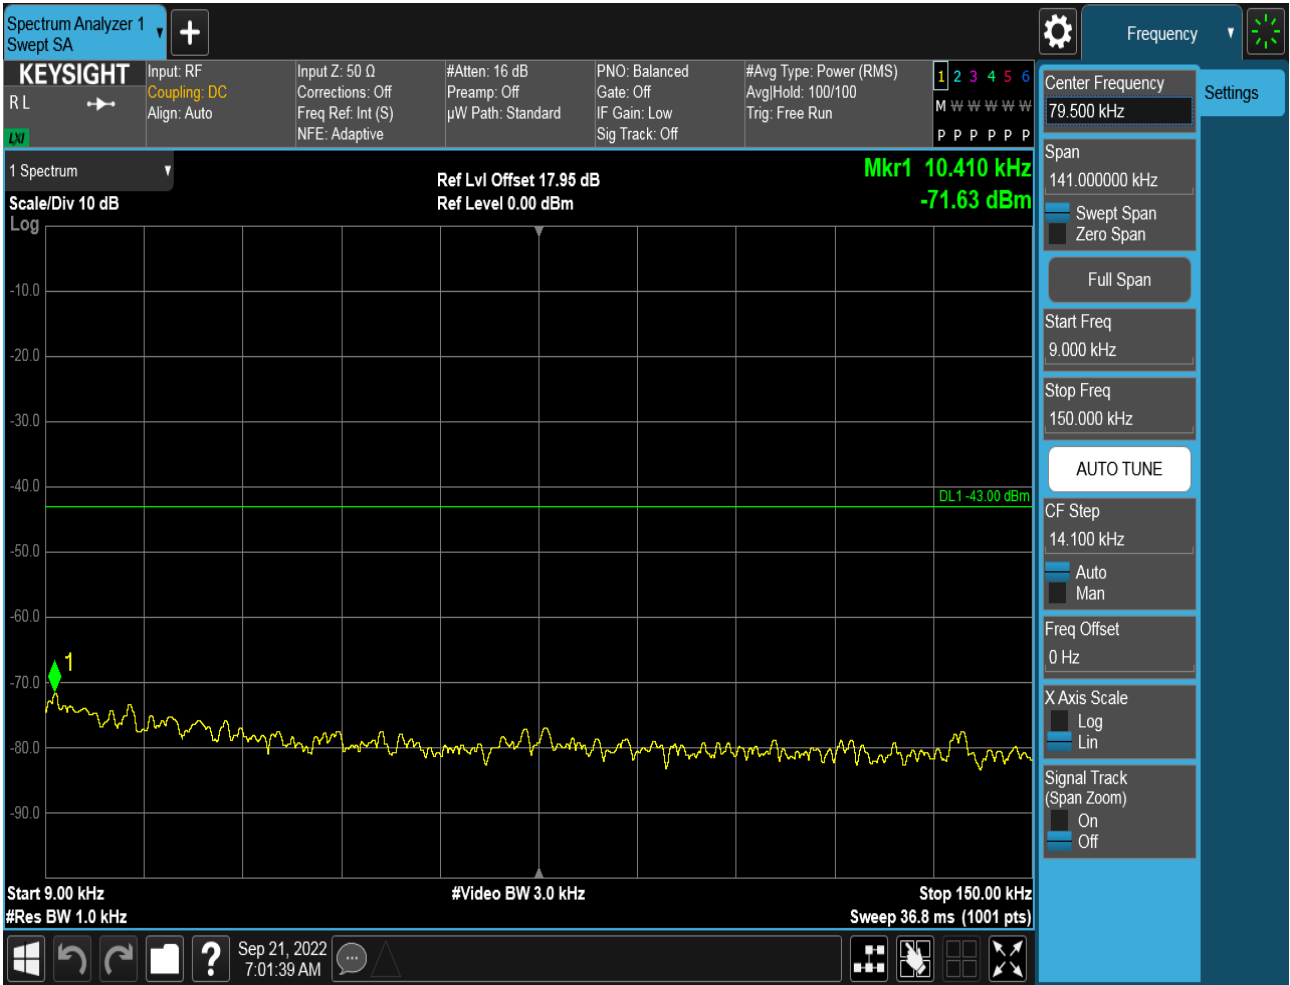 Spectrum Analyzer 1
Swept SA
Frequency
KEYSIGHT
R L
LXI
Input: RF
Coupling: DC
Align: Auto
Input Z: 50 Ω
Corrections: Off
Freq Ref: Int (S)
NFE: Adaptive
#Atten: 16 dB
Preamp: Off
µW Path: Standard
PNO: Balanced
Gate: Off
IF Gain: Low
Sig Track: Off
#Avg Type: Power (RMS)
Avg|Hold: 100/100
Trig: Free Run
1 2 3 4 5 6
M W W W W W
P P P P P P
1 Spectrum
Scale/Div 10 dB
Log
Ref Lvl Offset 17.95 dB
Ref Level 0.00 dBm
Mkr1 10.410 kHz
-71.63 dBm
-10.0
-20.0
-30.0
-40.0
DL1 -43.00 dBm
-50.0
-60.0
1
-70.0
-80.0
-90.0
Start 9.00 kHz
#Video BW 3.0 kHz
Stop 150.00 kHz
#Res BW 1.0 kHz
Sweep 36.8 ms (1001 pts)
Center Frequency
79.500 kHz
Settings
Span
141.000000 kHz
Swept Span
Zero Span
Full Span
Start Freq
9.000 kHz
Stop Freq
150.000 kHz
AUTO TUNE
CF Step
14.100 kHz
Auto
Man
Freq Offset
0 Hz
X Axis Scale
Log
Lin
Signal Track
(Span Zoom)
On
Off
?
Sep 21, 2022
7:01:39 AM